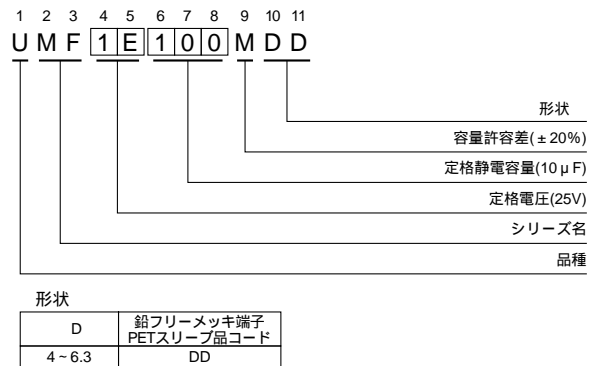 1 2 3 4 5 6 7 8 9 10 11
U M F 1 E 1 0 0 M D D
形状
容量許容差(±20%)
定格静電容量(10μF)
定格電圧(25V)
シリーズ名
品種
形状
D 鉛フリーメッキ端子
PETスリーブ品コード
4~6.3 DD